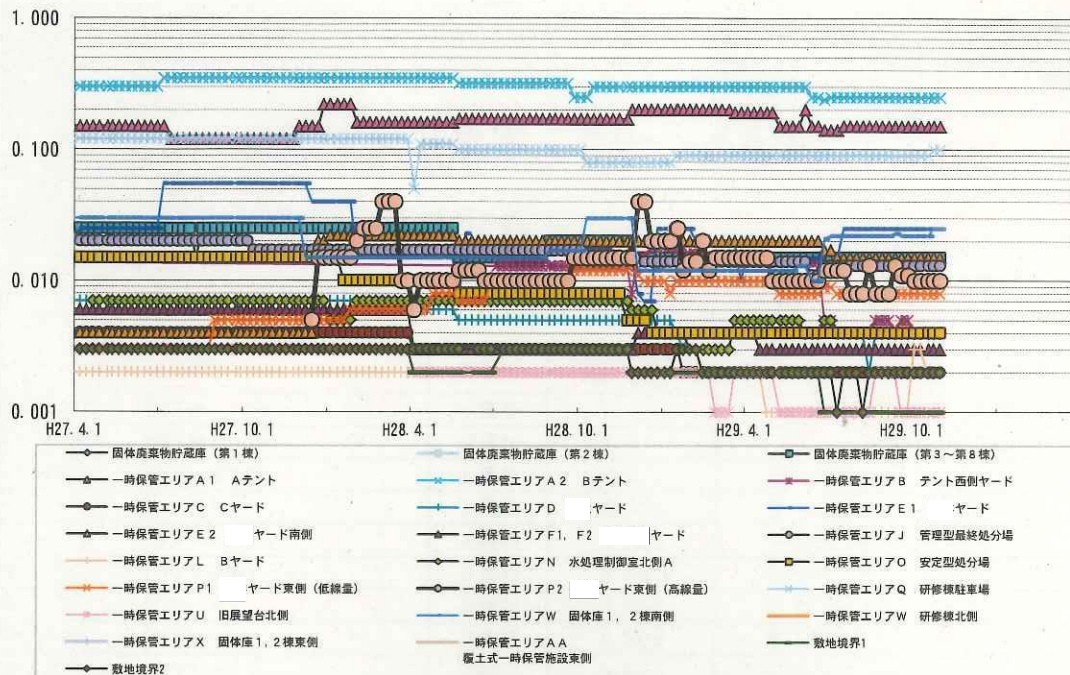 1.000
0.100
0.010
0.001
H27.4.1 H27.10.1 H28.4.1 H28.10.1 H29.4.1 H29.10.1
固体廃棄物貯蔵庫（第1棟） 固体廃棄物貯蔵庫（第2棟） 固体廃棄物貯蔵庫（第3～第8棟）
一時保管エリアA1 Aテント 一時保管エリアA2 Bテント 一時保管エリアB テント西側ヤード
一時保管エリアC Cヤード 一時保管エリアD ヤード 一時保管エリアE1 ヤード
一時保管エリアE2 ヤード南側 一時保管エリアF1,F2 ヤード 一時保管エリアJ 管理型最終処分場
一時保管エリアL Bヤード 一時保管エリアN 水処理制御室北側A 一時保管エリアO 安定型処分場
一時保管エリアP1 ヤード東側（低線量） 一時保管エリアP2 ヤード東側（高線量） 一時保管エリアQ 研修棟駐車場
一時保管エリアU 旧展望台北側 一時保管エリアW 固体庫1,2棟南側 一時保管エリアW 研修棟北側
一時保管エリアX 固体庫1,2棟東側 一時保管エリアAA 敷地境界1
覆土式一時保管施設東側
敷地境界2